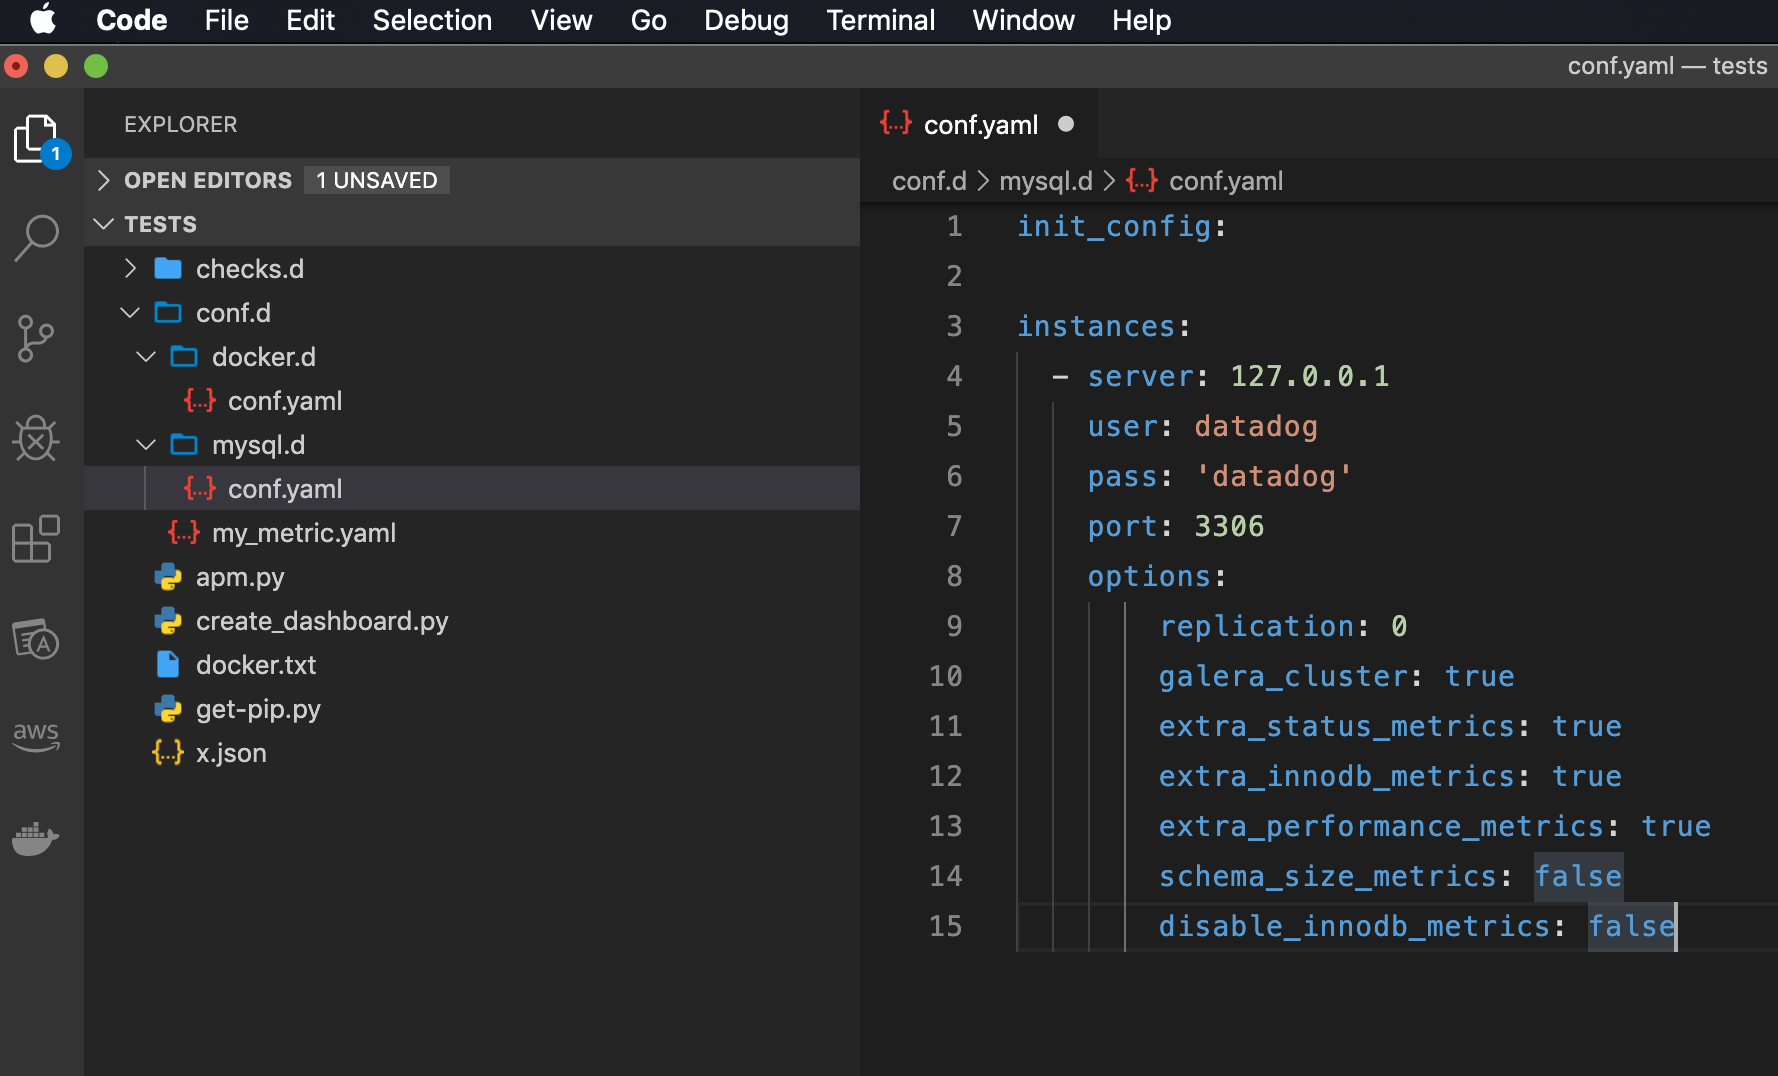 Code File Edit Selection View Go Debug Terminal Window Help
conf.yaml — tests
1
EXPLORER
OPEN EDITORS 1 UNSAVED
TESTS
checks.d
conf.d
docker.d
conf.yaml
mysql.d
conf.yaml
my_metric.yaml
apm.py
create_dashboard.py
docker.txt
get-pip.py
x.json
A
aws
conf.yaml
conf.d > mysql.d > {...} conf.yaml
1 init_config:
2
3 instances:
4   - server: 127.0.0.1
5     user: datadog
6     pass: 'datadog'
7     port: 3306
8     options:
9         replication: 0
10         galera_cluster: true
11         extra_status_metrics: true
12         extra_innodb_metrics: true
13         extra_performance_metrics: true
14         schema_size_metrics: false
15         disable_innodb_metrics: false